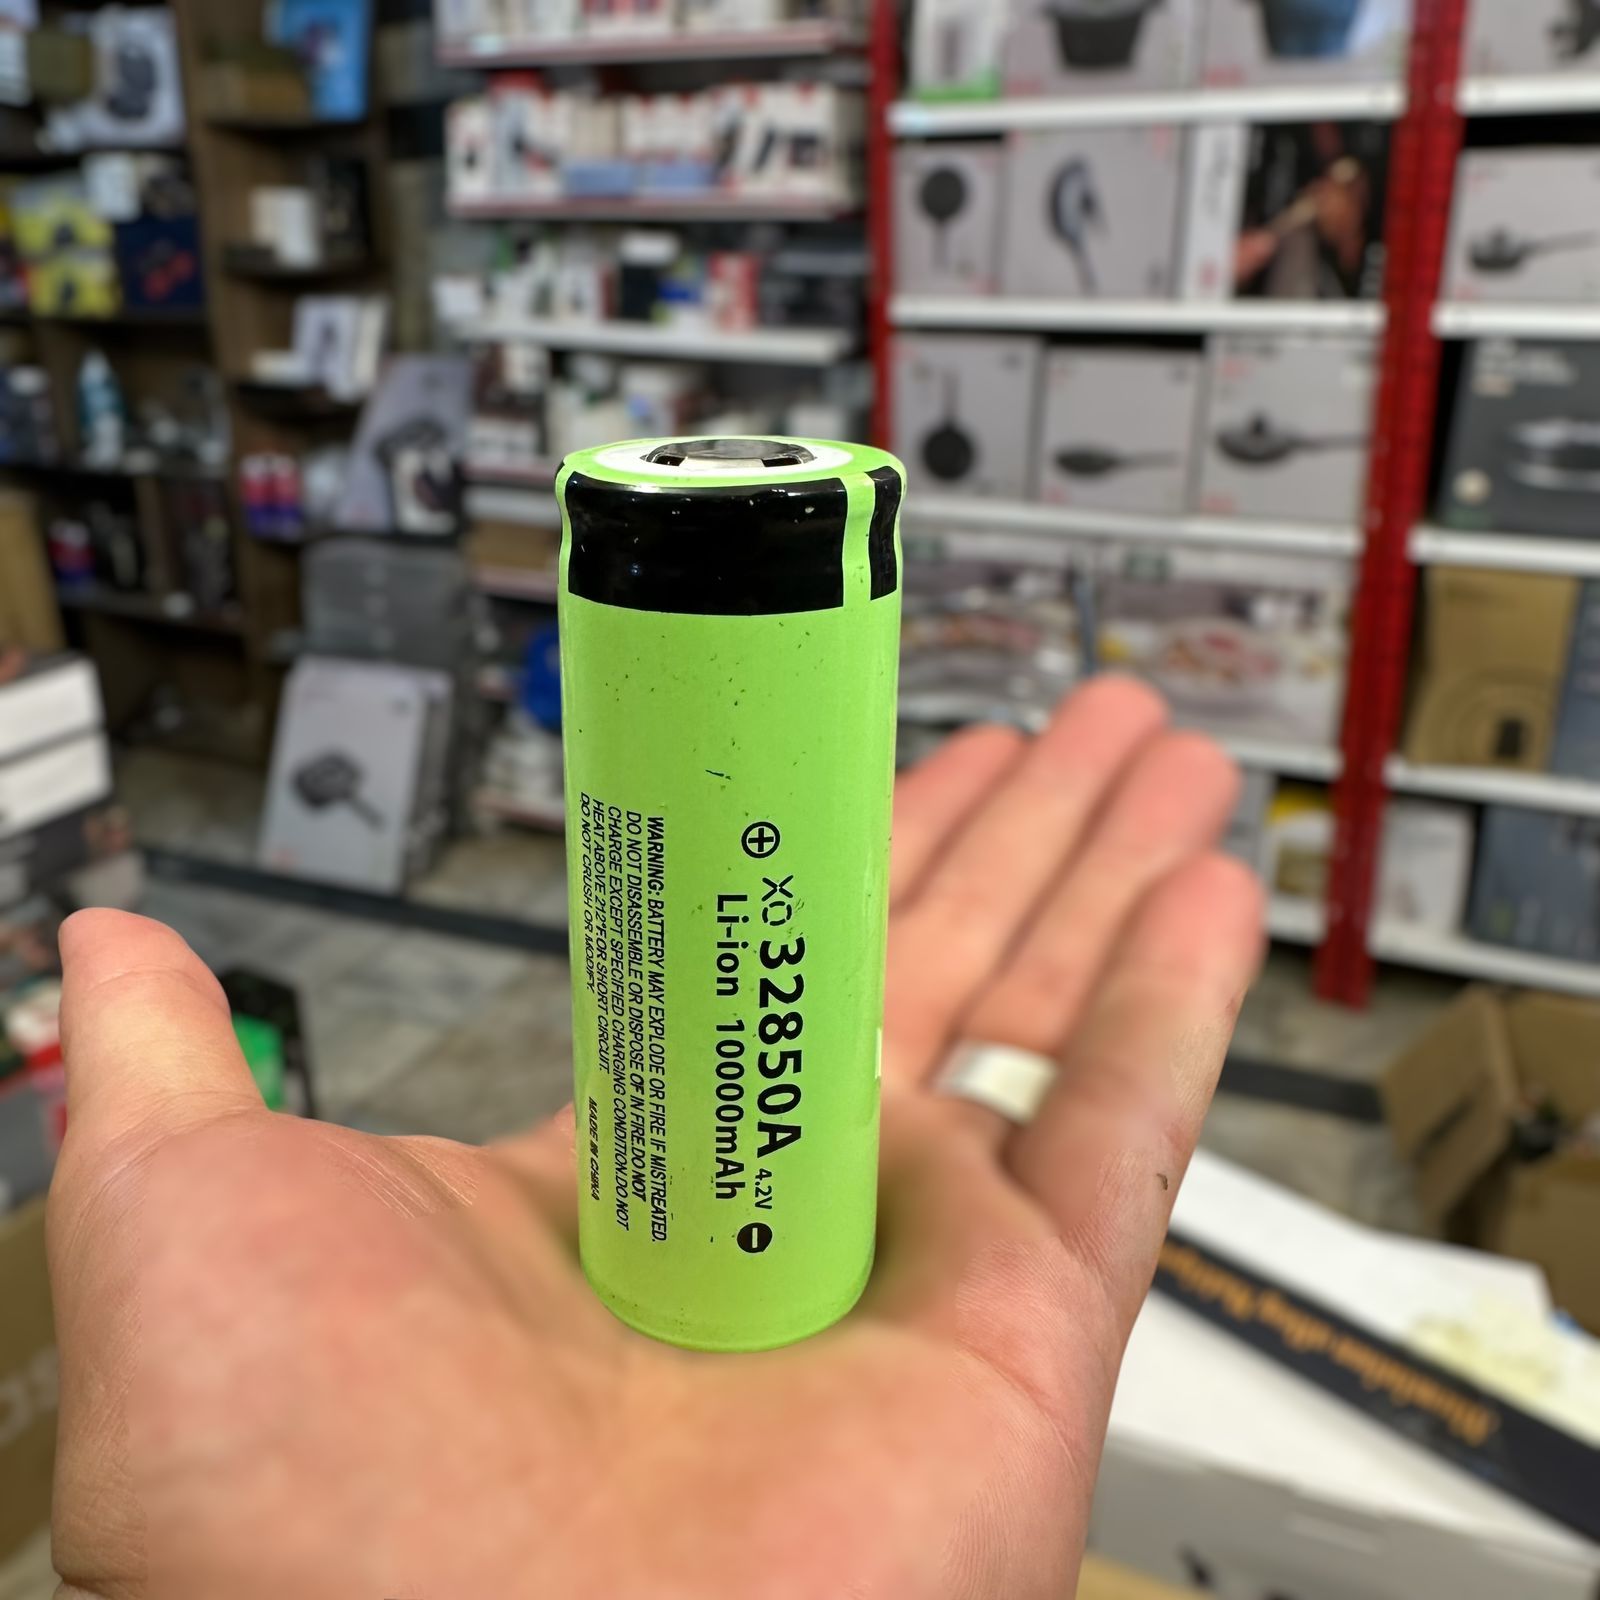 ⊕ XO 32850A 4.2V ⊖
Li-ion 10000mAh
WARNING: BATTERY MAY EXPLODE OR FIRE IF MISTREATED.
DO NOT DISASSEMBLE OR DISPOSE OF IN FIRE.DO NOT
CHARGE EXCEPT SPECIFIED CHARGING CONDITION.DO NOT
HEAT ABOVE 212°F OR SHORT CIRCUIT.
DO NOT CRUSH OR MODIFY.
MADE IN CHINA